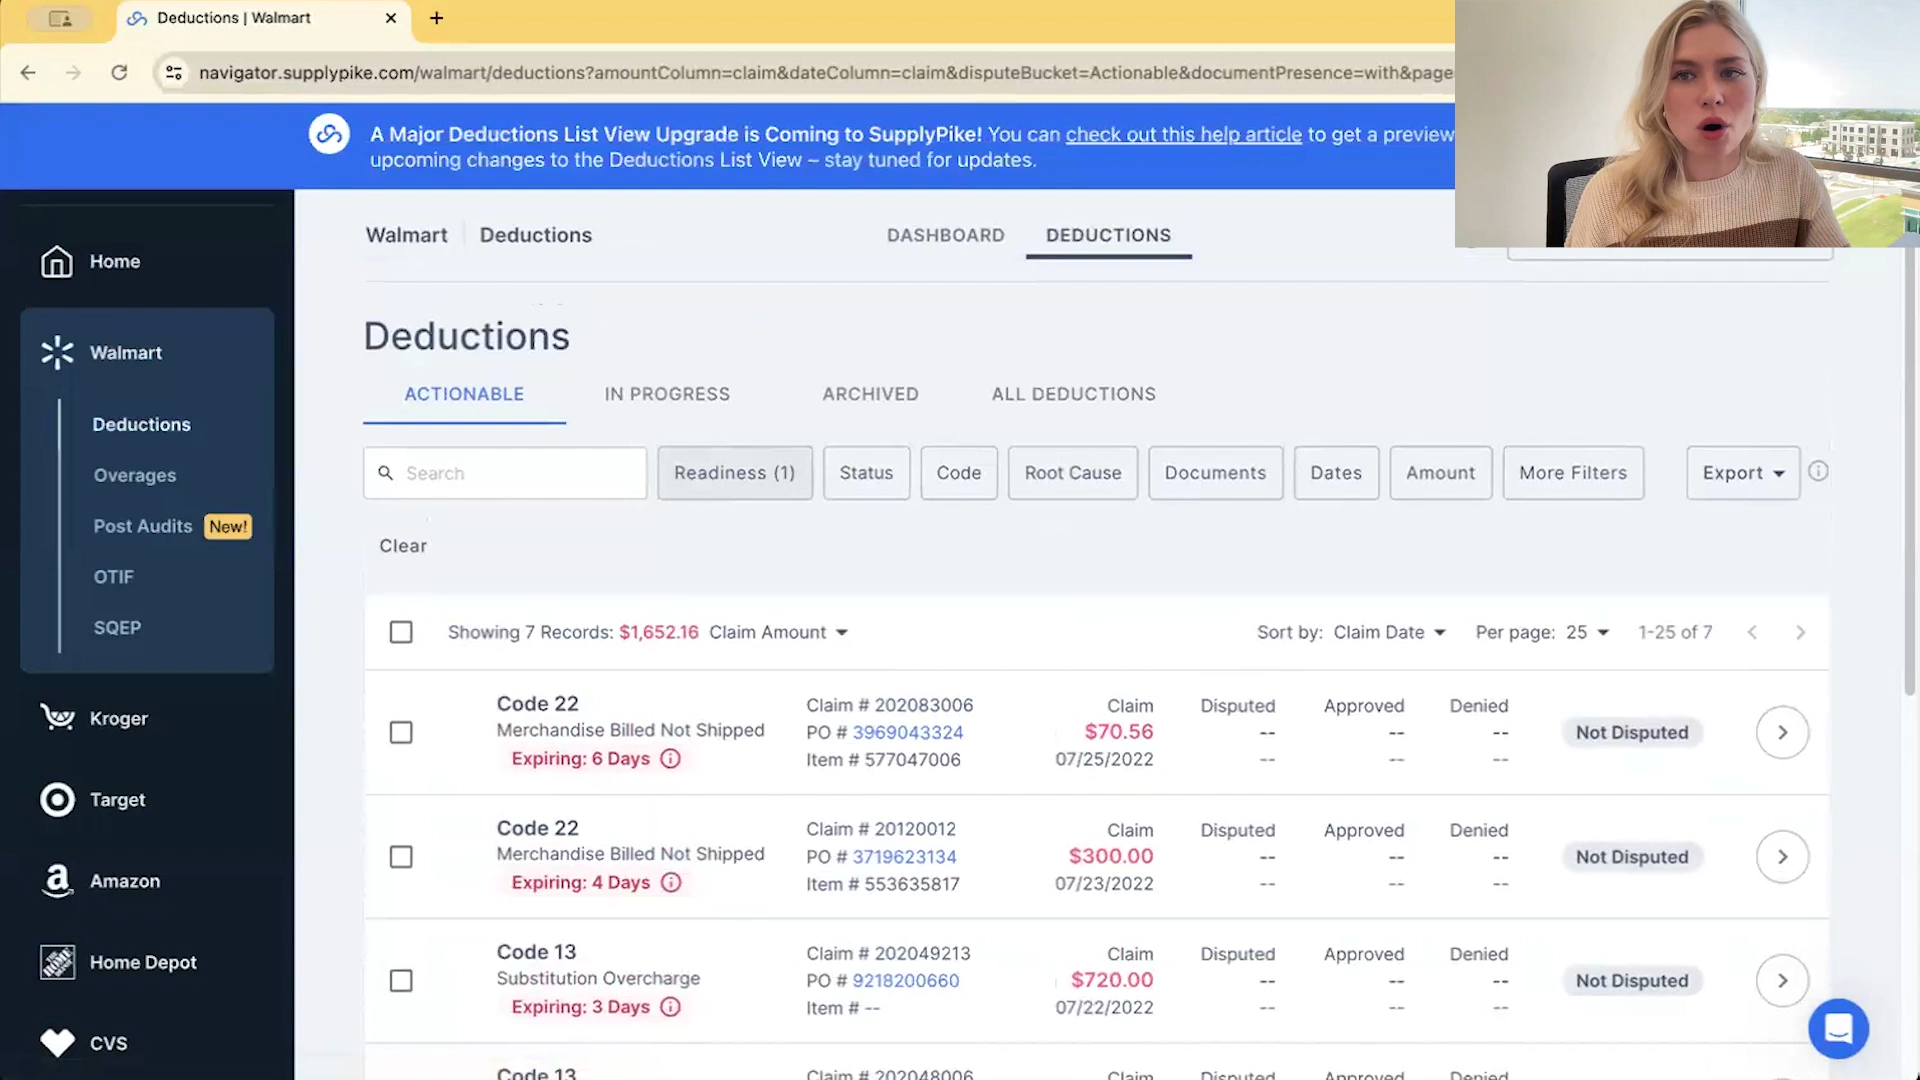 Deductions | Walmart
navigator.supplypike.com/walmart/deductions?amountColumn=claim&dateColumn=claim&disputeBucket=Actionable&documentPresence=with&page
A Major Deductions List View Upgrade is Coming to SupplyPike! You can check out this help article to get a preview
upcoming changes to the Deductions List View – stay tuned for updates.
Home
Walmart
Deductions
Overages
Post Audits New!
OTIF
SQEP
Kroger
Target
Amazon
Home Depot
CVS
Walmart Deductions
DASHBOARD DEDUCTIONS
Deductions
ACTIONABLE IN PROGRESS ARCHIVED ALL DEDUCTIONS
Search Readiness (1) Status Code Root Cause Documents Dates Amount More Filters Export
Clear
Showing 7 Records: $1,652.16 Claim Amount Sort by: Claim Date Per page: 25 1-25 of 7
Code 22 Claim # 202083006 Claim Disputed Approved Denied
Merchandise Billed Not Shipped PO # 3969043324 $70.56 -- -- -- Not Disputed
Expiring: 6 Days Item # 577047006 07/25/2022 -- -- --
Code 22 Claim # 20120012 Claim Disputed Approved Denied
Merchandise Billed Not Shipped PO # 3719623134 $300.00 -- -- -- Not Disputed
Expiring: 4 Days Item # 553635817 07/23/2022 -- -- --
Code 13 Claim # 202049213 Claim Disputed Approved Denied
Substitution Overcharge PO # 9218200660 $720.00 -- -- -- Not Disputed
Expiring: 3 Days Item # -- 07/22/2022 -- -- --
Code 13 Claim # 202048006 Claim Disputed Approved Denied